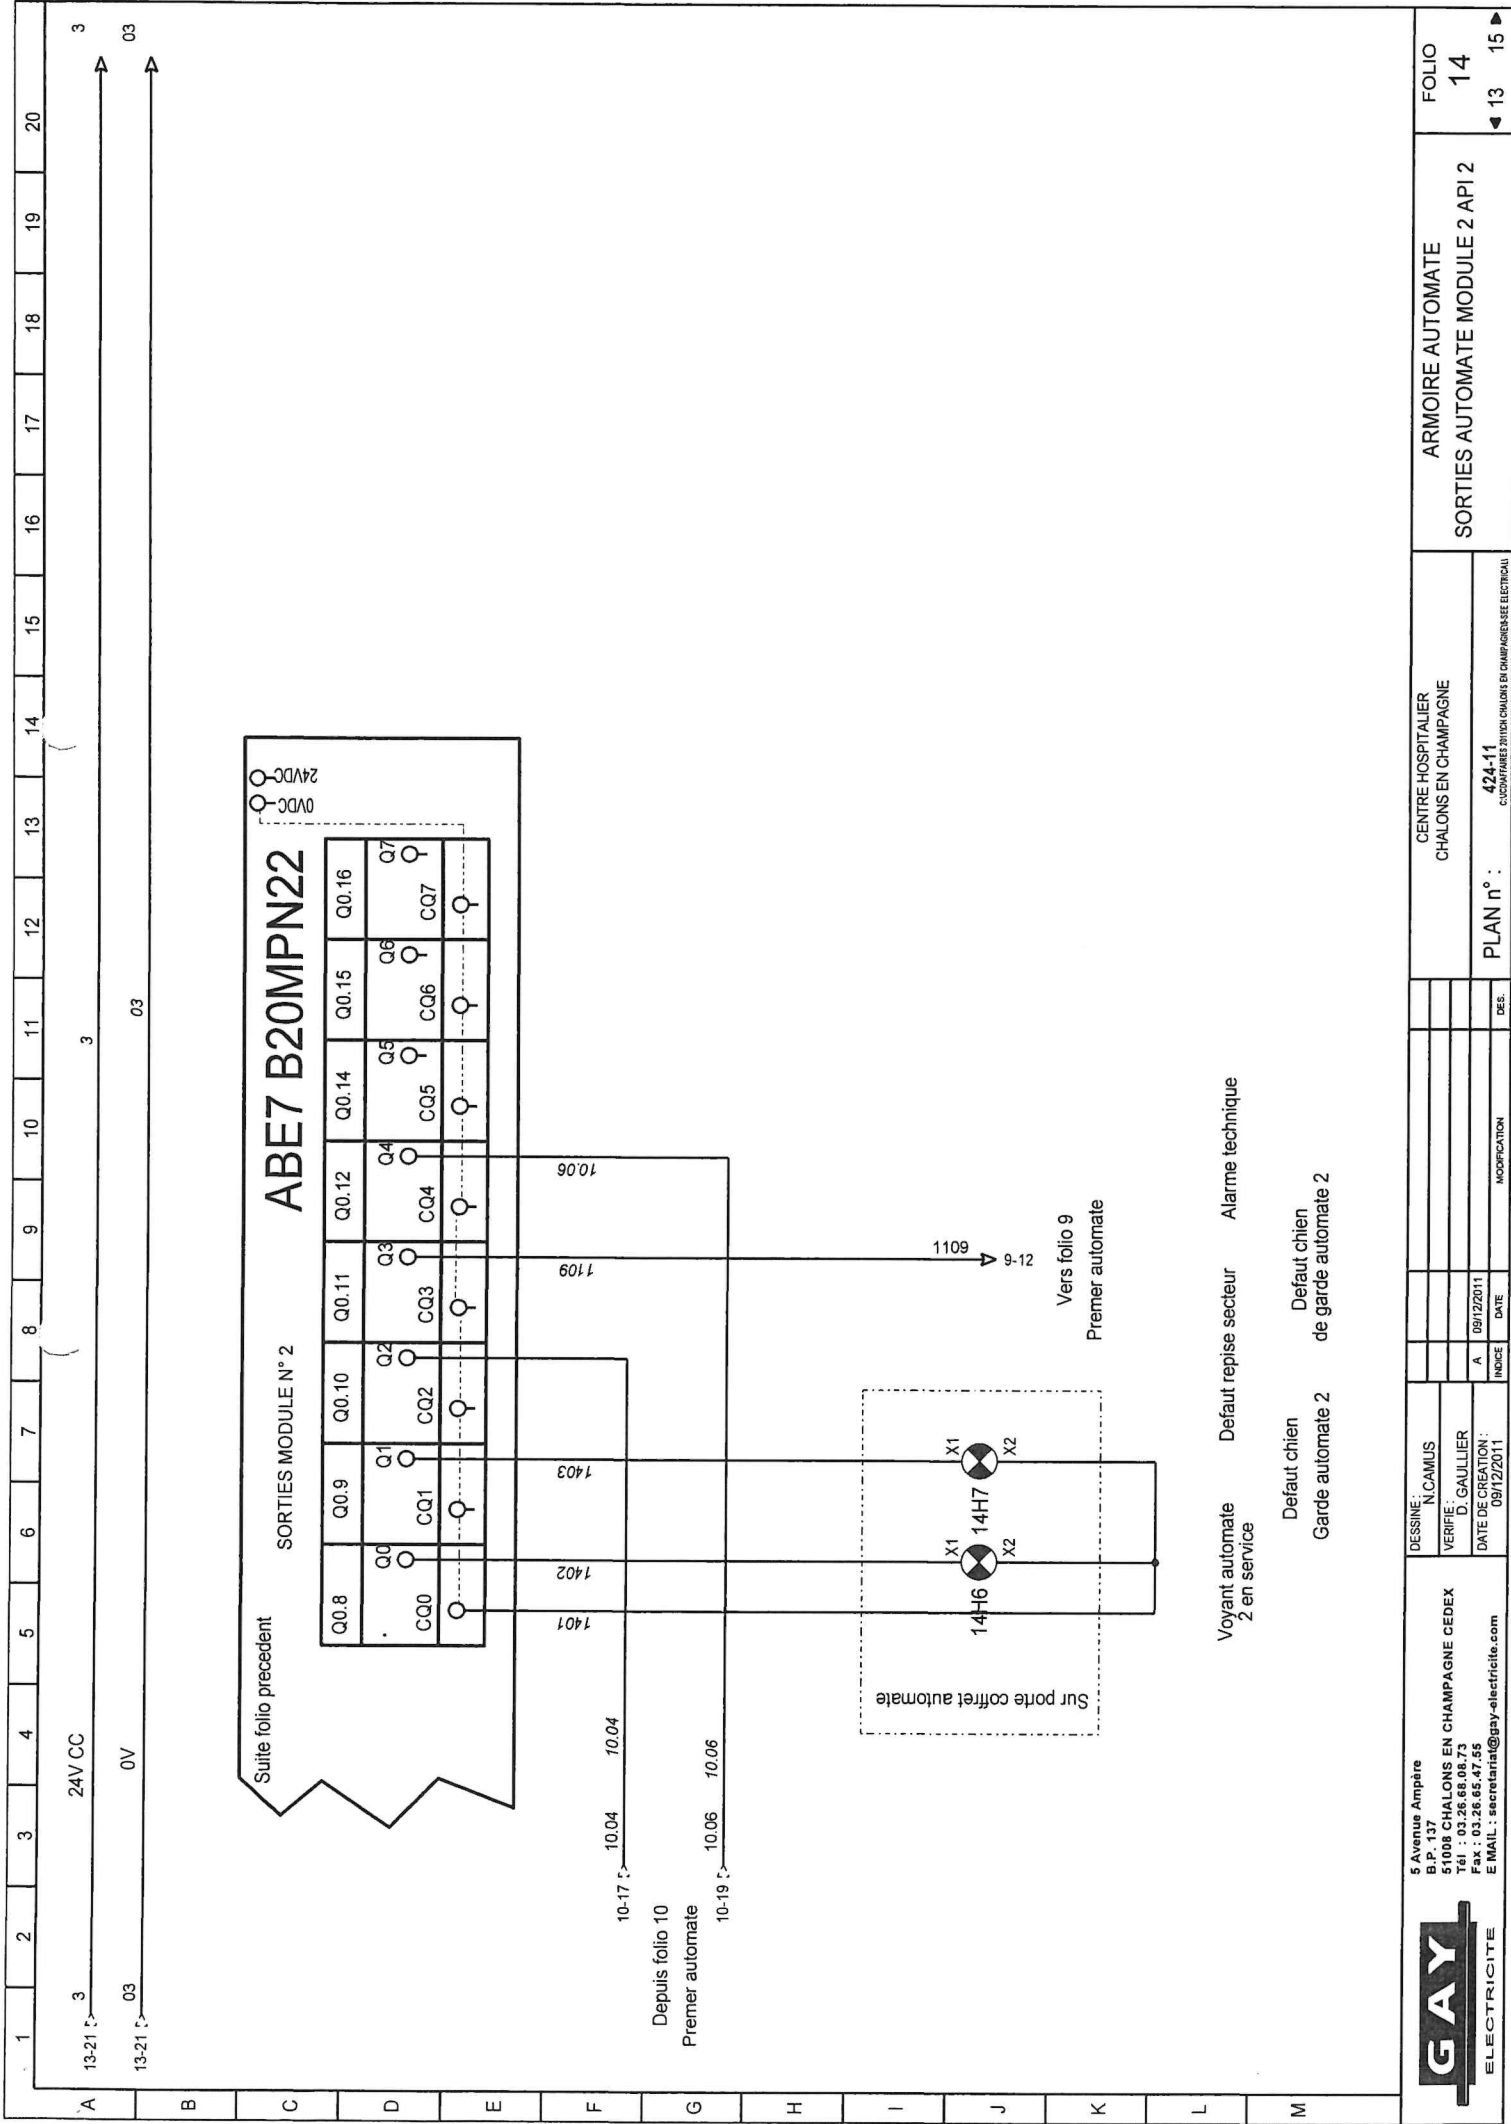 1 2 3 4 5 6 7 8 9 10 11 12 13 14 15 16 17 18 19 20
A
B
C
D
E
F
G
H
I
J
K
L
M
13-21 3 24V CC 3 3
13-21 03 0V 03 03
Suite folio precedent
SORTIES MODULE N° 2
ABE7 B20MPN22
0VDC
24VDC
Q0.8 Q0.9 Q0.10 Q0.11 Q0.12 Q0.14 Q0.15 Q0.16
Q0 Q1 Q2 Q3 Q4 Q5 Q6 Q7
CQ0 CQ1 CQ2 CQ3 CQ4 CQ5 CQ6 CQ7
1401 1402 1403 1109 10.06
10-17 10.04 10.04
Depuis folio 10
Premer automate
10-19 10.06 10.06
Sur porte coffret automate
14H6 X1 X2
14H7 X1 X2
1109
9-12
Vers folio 9
Premer automate
Voyant automate
2 en service
Defaut repise secteur
Alarme technique
Defaut chien
Garde automate 2
Defaut chien
de garde automate 2
GAY
ELECTRICITE
5 Avenue Ampère
B.P. 137
51008 CHALONS EN CHAMPAGNE CEDEX
Tél : 03.26.68.08.73
Fax : 03.26.65.47.55
E MAIL : secretariat@gay-electricite.com
DESSINE :
N.CAMUS
VERIFIE :
D. GAULLIER
DATE DE CREATION :
09/12/2011
A 09/12/2011
INDICE DATE MODIFICATION DES.
CENTRE HOSPITALIER
CHALONS EN CHAMPAGNE
PLAN n° : 424-11
ARMOIRE AUTOMATE
SORTIES AUTOMATE MODULE 2 API 2
FOLIO
14
13 15